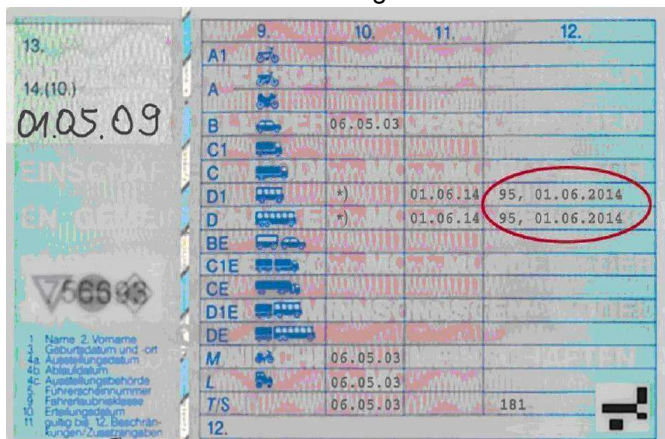 13.
14.(10.)
01.05.09
1 Name 2. Vorname
3 Geburtsdatum und -ort
4a Ausstellungsdatum
4b Ablaufdatum
4c Ausstellungsbehörde
5 Führerscheinnummer
9 Fahrerlaubnisklasse
10 Erteilungsdatum
11 gültig bis 12. Beschrän-
kungen/Zusatzangaben
9. 10. 11. 12.
A1
A
B 06.05.03
C1
C
D1 *) 01.06.14 95, 01.06.2014
D *) 01.06.14 95, 01.06.2014
BE
C1E
CE
D1E
DE
M 06.05.03
L 06.05.03
T/S 06.05.03 181
12.